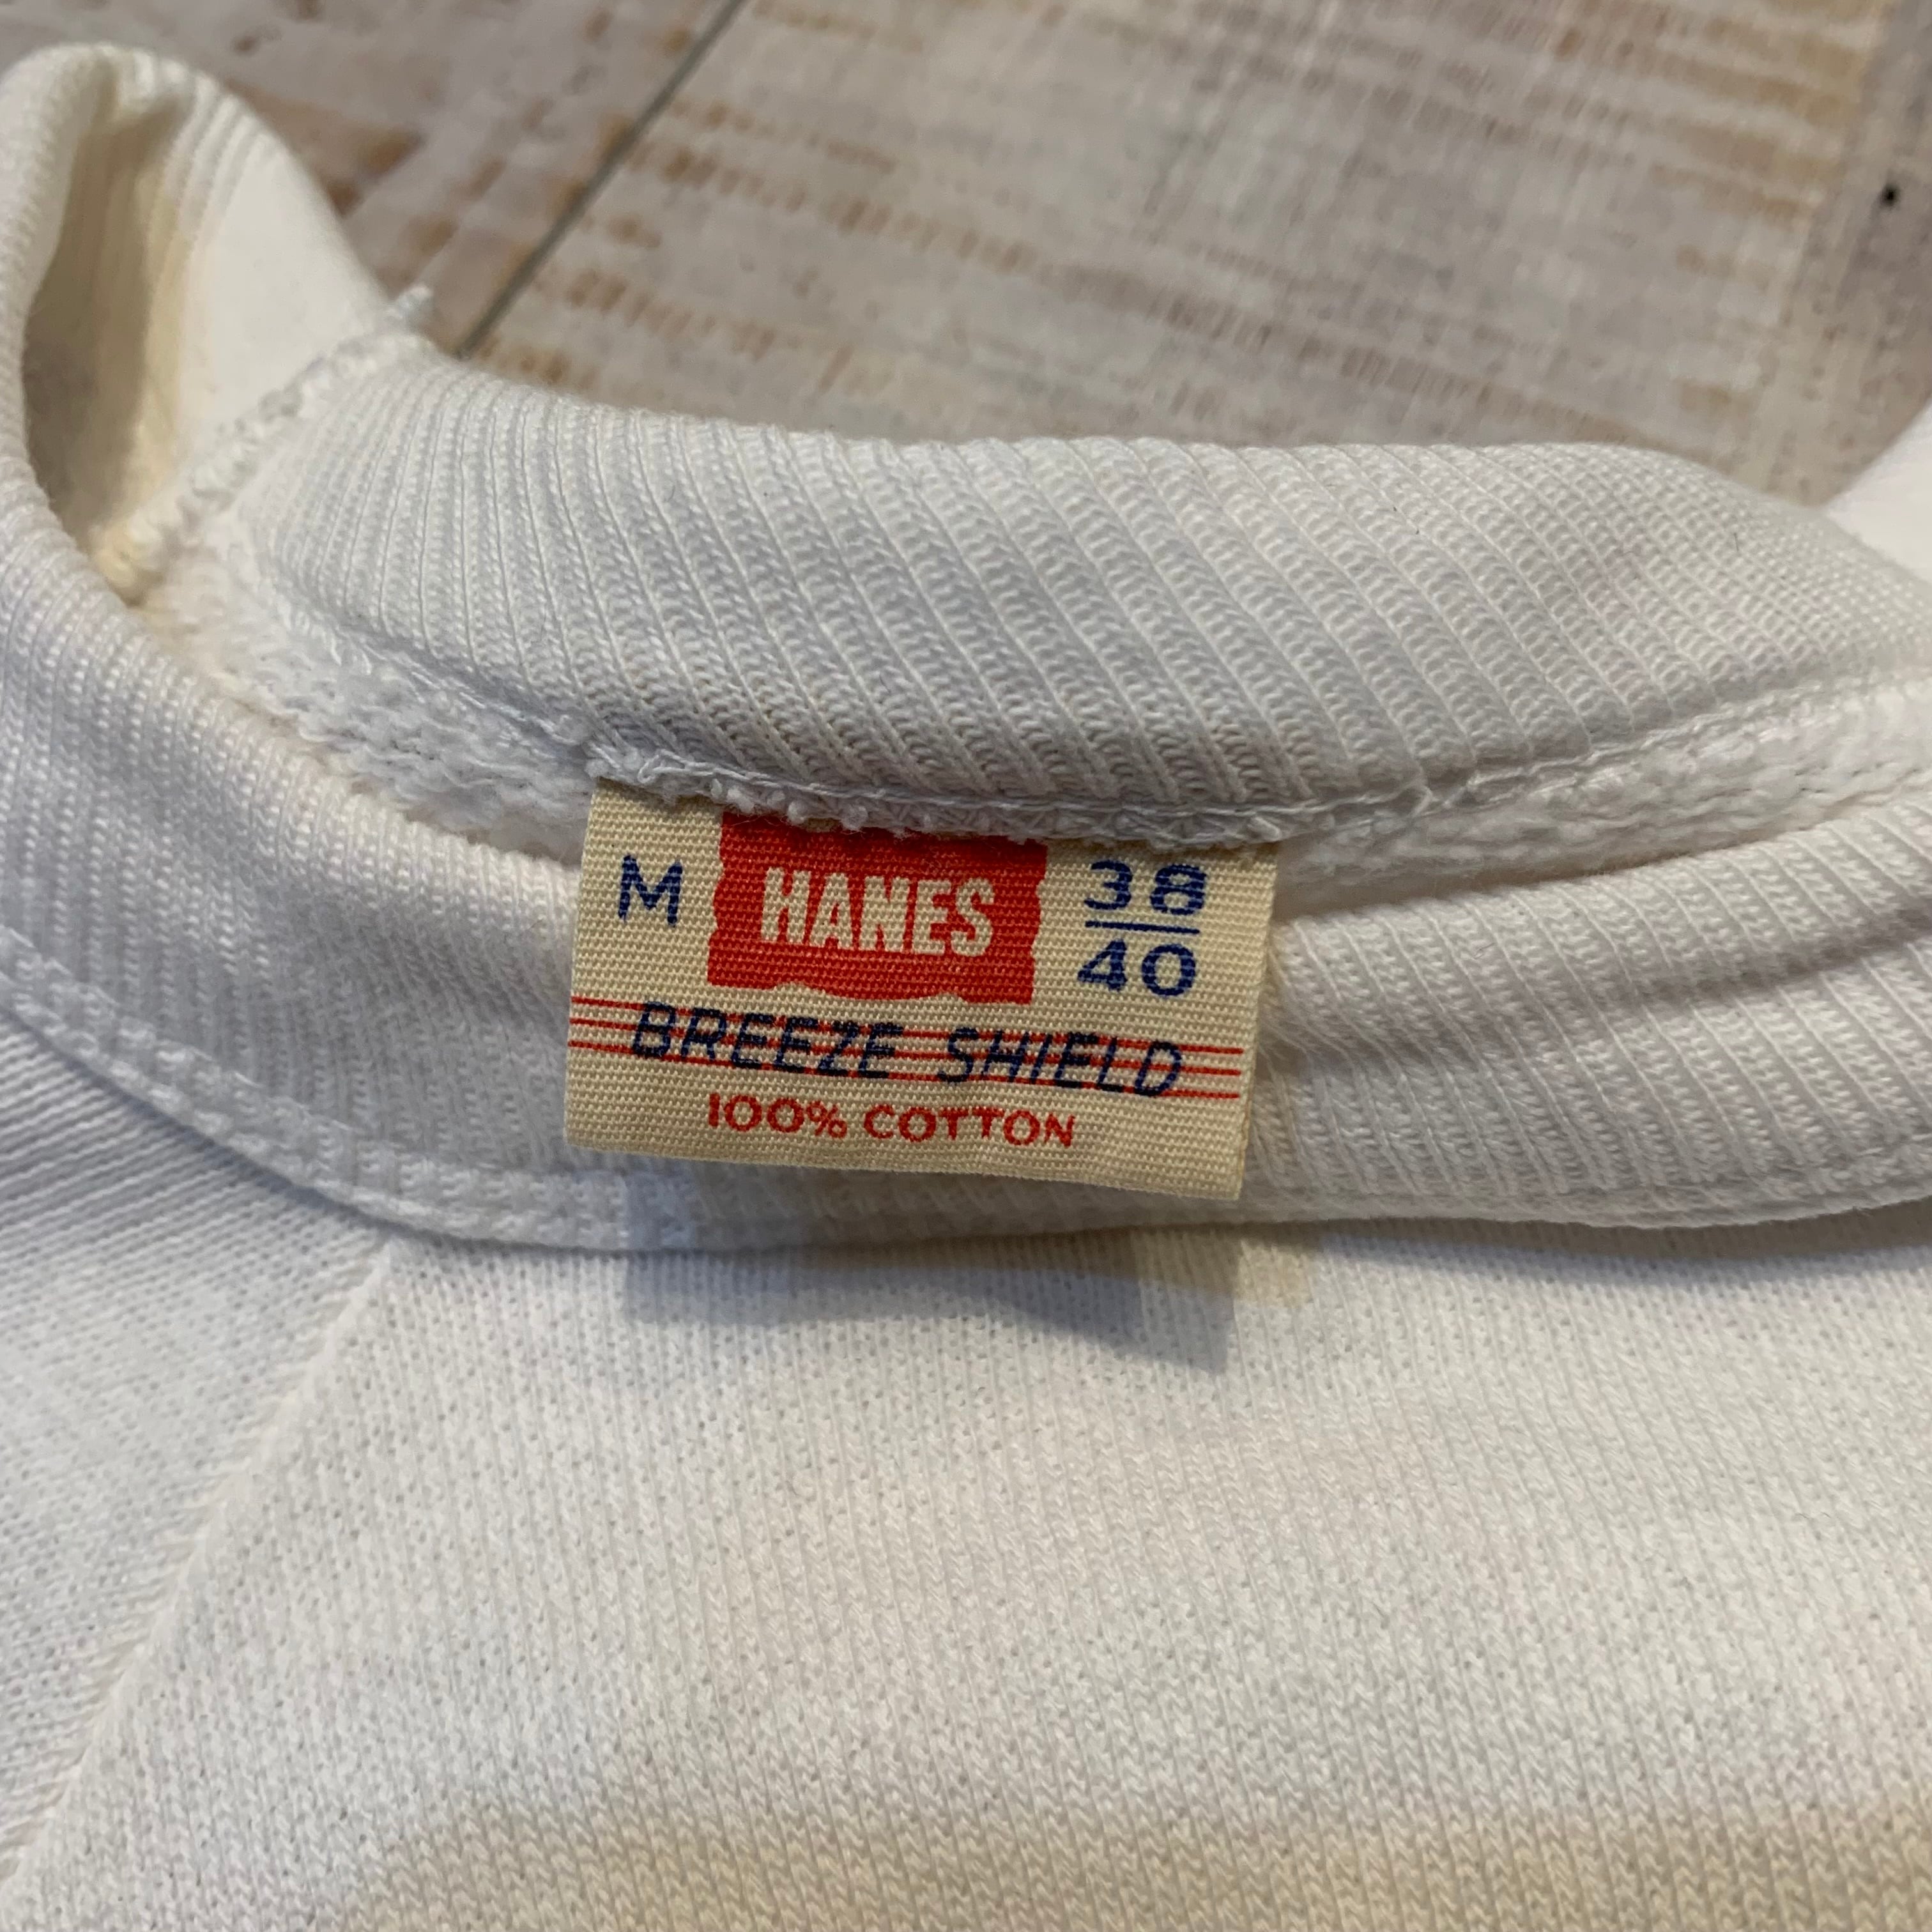 M HANES 38
40
BREEZE SHIELD
100% COTTON